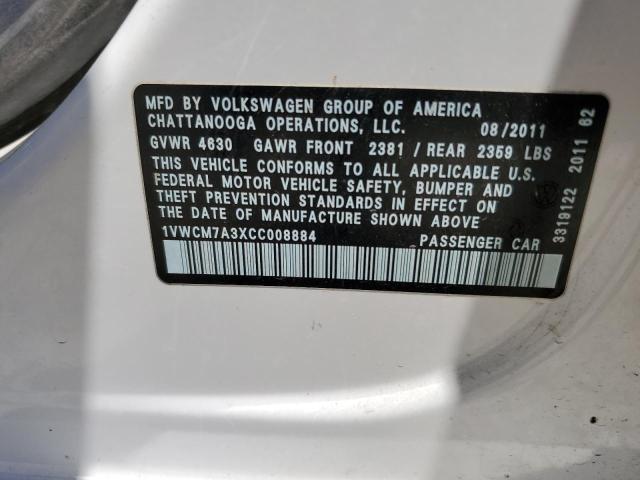 MFD BY VOLKSWAGEN GROUP OF AMERICA
CHATTANOOGA OPERATIONS, LLC. 08/2011
GVWR 4630 GAWR FRONT 2381/REAR 2359 LBS
THIS VEHICLE CONFORMS TO ALL APPLICABLE U.S.
FEDERAL MOTOR VEHICLE SAFETY, BUMPER AND
THEFT PREVENTION STANDARDS IN EFFECT ON
THE DATE OF MANUFACTURE SHOWN ABOVE
1VWCM7A3XCC008884 PASSENGER CAR
3319122 2011 62